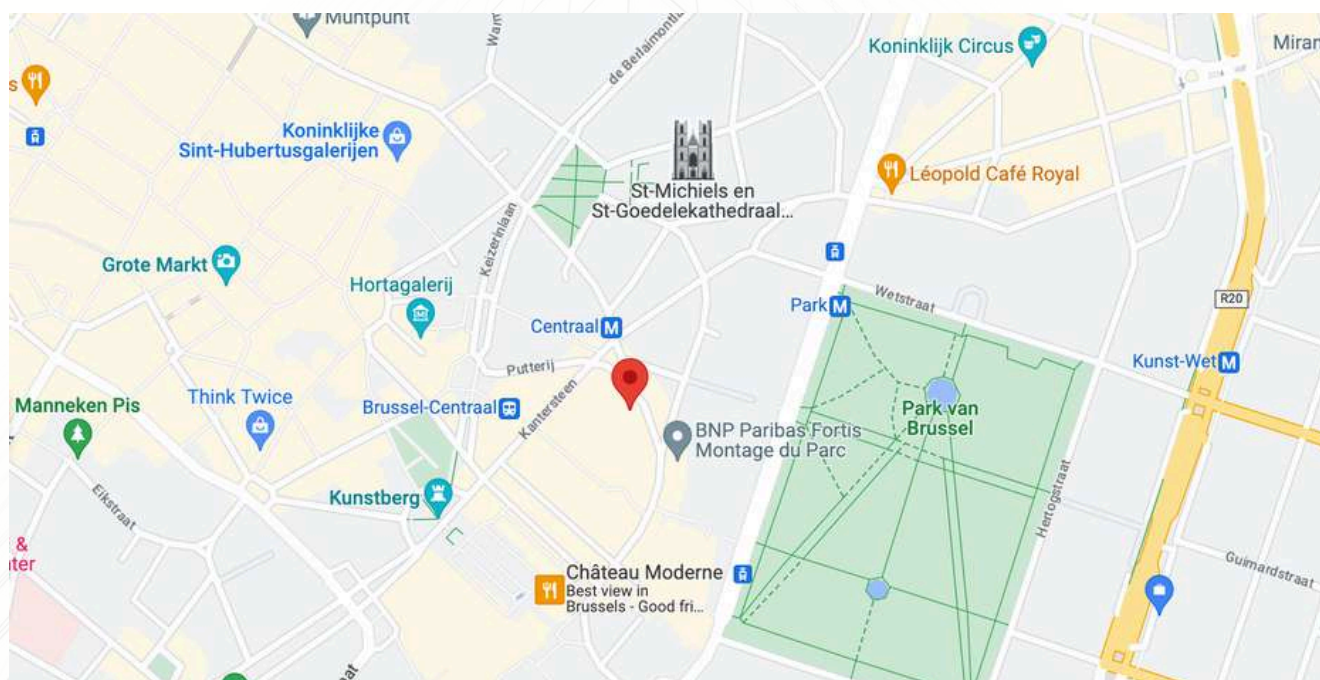 Muntpunt
de Berlaimontl
Koninklijk Circus
Koninklijke
Sint-Hubertusgalerijen
St-Michiels en
St-Goedelekathedraal...
Léopold Café Royal
Keizerinlaan
Grote Markt
Hortagalerij
Wetstraat
R20
Centraal M
Park M
Kunst-Wet M
Putterij
Think Twice
Manneken Pis
Brussel-Centraal
Kantersteen
Park van
Brussel
BNP Paribas Fortis
Montage du Parc
Kunstberg
Eikstraat
Hertogstraat
Guimardstraat
Château Moderne
Best view in
Brussels - Good fri...